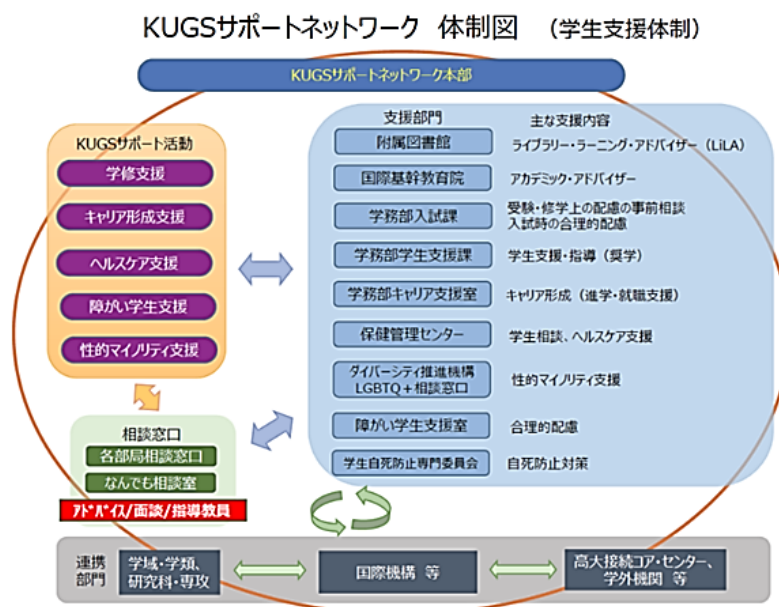 KUGSサポートネットワーク 体制図 （学生支援体制）
KUGSサポートネットワーク本部
KUGSサポート活動
学修支援
キャリア形成支援
ヘルスケア支援
障がい学生支援
性的マイノリティ支援
相談窓口
各部局相談窓口
なんでも相談室
ｱﾄﾞﾊﾞｲｽ/面談/指導教員
支援部門 主な支援内容
附属図書館 ライブラリー・ラーニング・アドバイザー（LiLA）
国際基幹教育院 アカデミック・アドバイザー
学務部入試課 受験・修学上の配慮の事前相談
入試時の合理的配慮
学務部学生支援課 学生支援・指導（奨学）
学務部キャリア支援室 キャリア形成（進学・就職支援）
保健管理センター 学生相談、ヘルスケア支援
ダイバーシティ推進機構
LGBTQ＋相談窓口 性的マイノリティ支援
障がい学生支援室 合理的配慮
学生自死防止専門委員会 自死防止対策
連携
部門
学域・学類、
研究科・専攻
国際機構 等
高大接続コア・センター、
学外機関 等